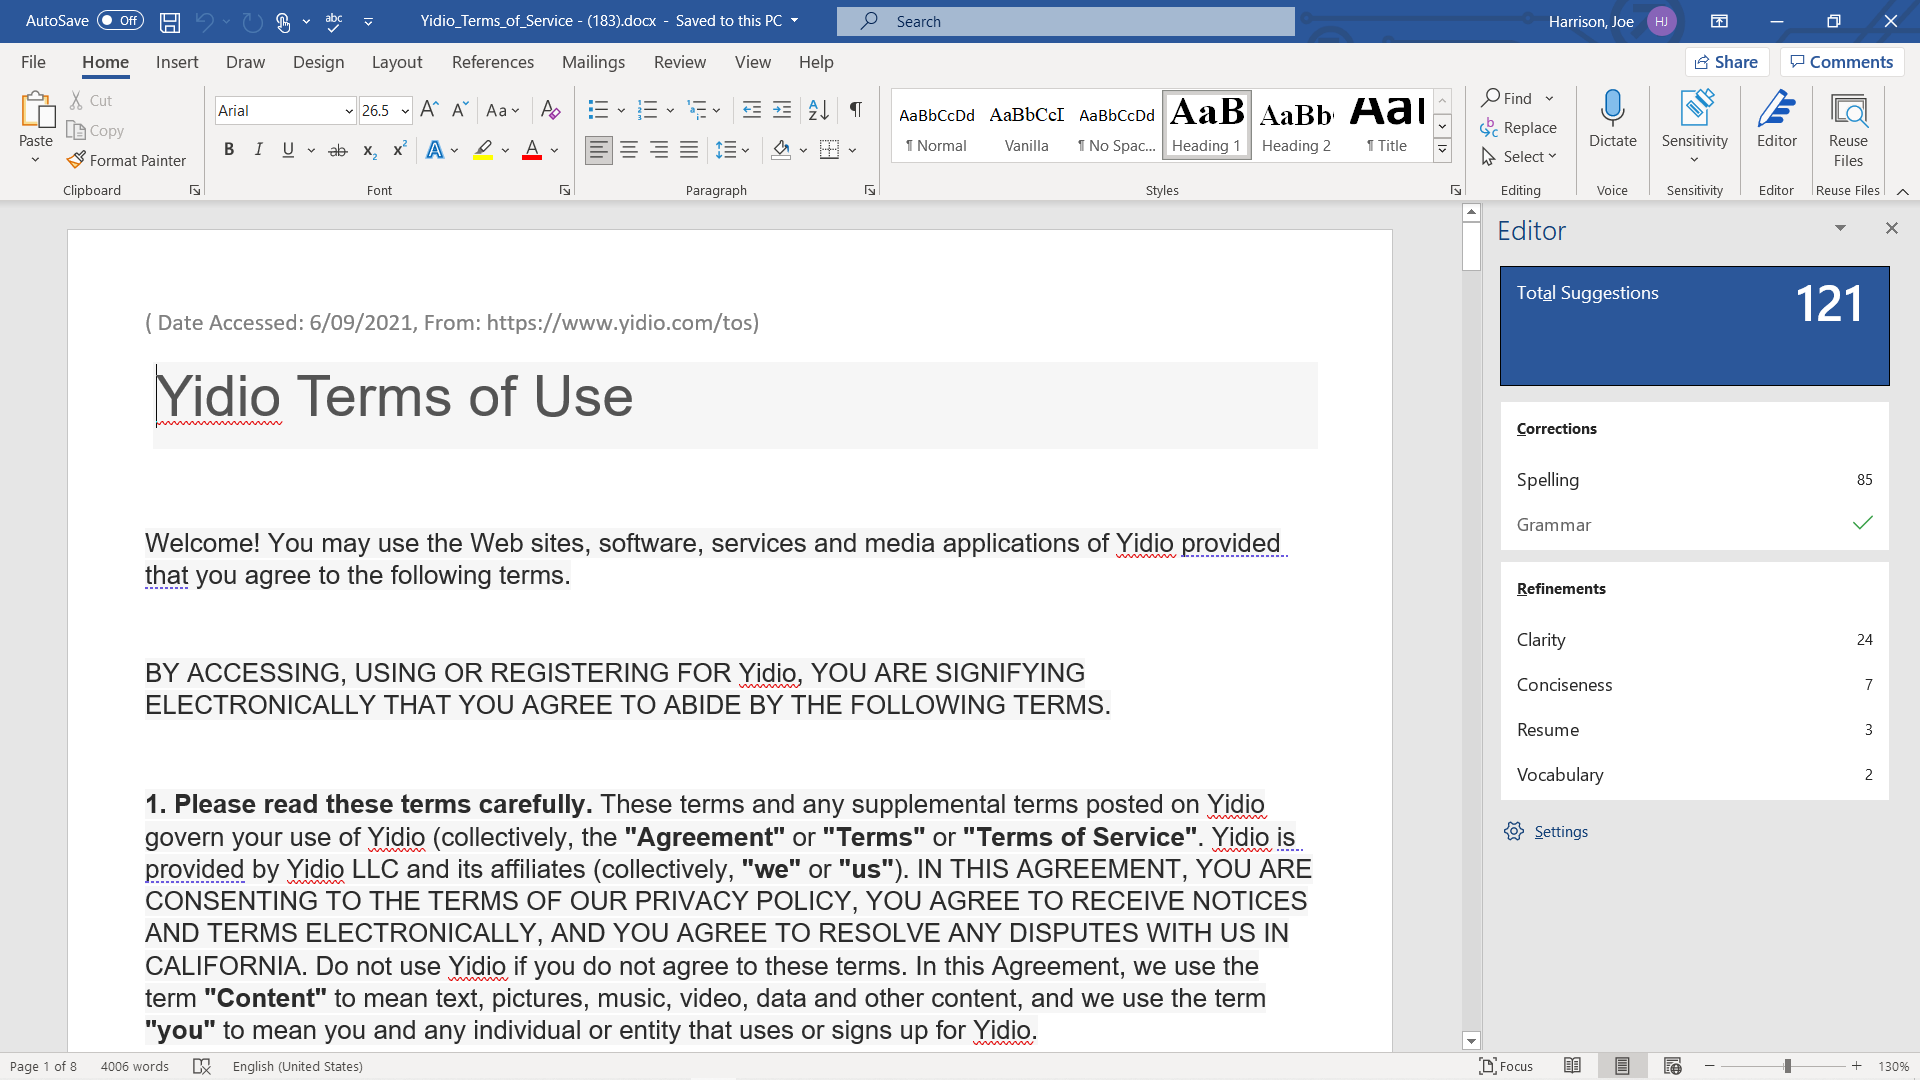 AutoSave Off abc Yidio_Terms_of_Service - (183).docx - Saved to this PC Search Harrison, Joe HJ
File Home Insert Draw Design Layout References Mailings Review View Help Share Comments
Paste Cut Copy Format Painter
Clipboard
Arial 26.5 A A Aa A
B I U ab x2 x2 A A
Font
Paragraph
AaBbCcDd AaBbCcI AaBbCcDd AaB AaBb( AaI
¶ Normal Vanilla ¶ No Spac... Heading 1 Heading 2 ¶ Title
Styles
Find
Replace
Select
Editing
Dictate
Voice
Sensitivity
Sensitivity
Editor
Editor
Reuse
Files
Reuse Files
( Date Accessed: 6/09/2021, From: https://www.yidio.com/tos)
Yidio Terms of Use
Welcome! You may use the Web sites, software, services and media applications of Yidio provided
that you agree to the following terms.
BY ACCESSING, USING OR REGISTERING FOR Yidio, YOU ARE SIGNIFYING
ELECTRONICALLY THAT YOU AGREE TO ABIDE BY THE FOLLOWING TERMS.
1. Please read these terms carefully. These terms and any supplemental terms posted on Yidio
govern your use of Yidio (collectively, the "Agreement" or "Terms" or "Terms of Service". Yidio is
provided by Yidio LLC and its affiliates (collectively, "we" or "us"). IN THIS AGREEMENT, YOU ARE
CONSENTING TO THE TERMS OF OUR PRIVACY POLICY, YOU AGREE TO RECEIVE NOTICES
AND TERMS ELECTRONICALLY, AND YOU AGREE TO RESOLVE ANY DISPUTES WITH US IN
CALIFORNIA. Do not use Yidio if you do not agree to these terms. In this Agreement, we use the
term "Content" to mean text, pictures, music, video, data and other content, and we use the term
"you" to mean you and any individual or entity that uses or signs up for Yidio.
Editor
Total Suggestions 121
Corrections
Spelling 85
Grammar
Refinements
Clarity 24
Conciseness 7
Resume 3
Vocabulary 2
Settings
Page 1 of 8 4006 words English (United States) Focus 130%